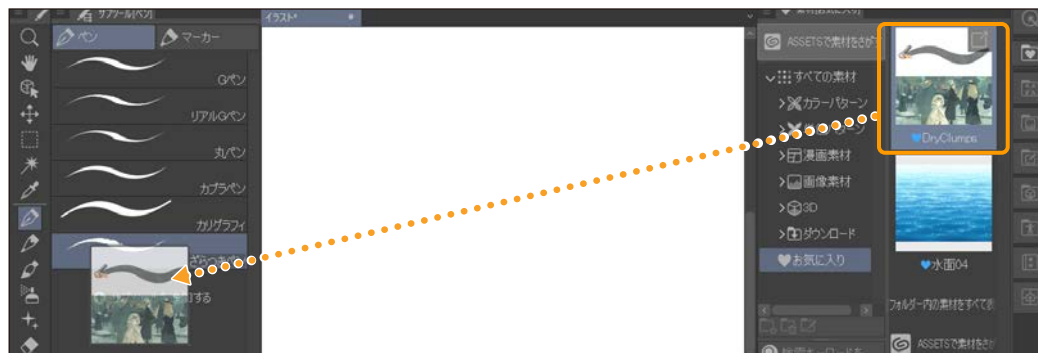 サブツール[ペン]
ペン
マーカー
Gペン
リアルGペン
丸ペン
カブラペン
カリグラフィ
イラスト*
ASSETSで素材をさがす
すべての素材
カラーパターン
漫画素材
画像素材
3D
ダウンロード
お気に入り
DryClumps
水面04
フォルダー内の素材をすべて表
ASSETSで素材をさが